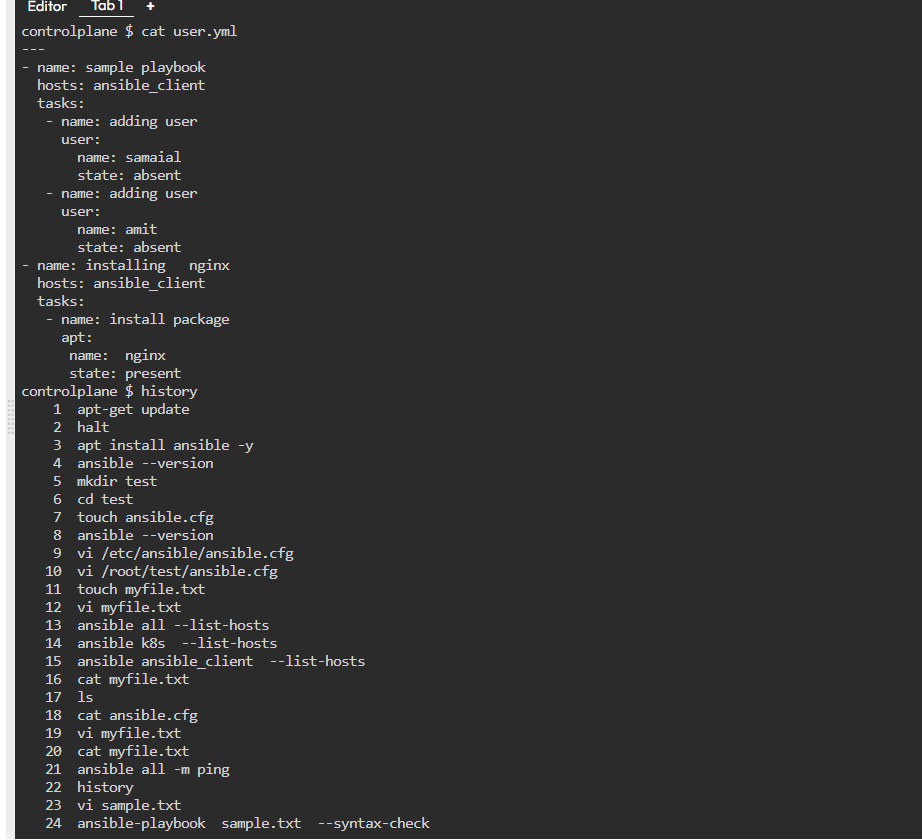 Editor Tab 1 +
controlplane $ cat user.yml
---
- name: sample playbook
  hosts: ansible_client
  tasks:
   - name: adding user
     user:
       name: samaial
       state: absent
   - name: adding user
     user:
       name: amit
       state: absent
- name: installing   nginx
  hosts: ansible_client
  tasks:
   - name: install package
     apt:
      name:  nginx
      state: present
controlplane $ history
    1  apt-get update
    2  halt
    3  apt install ansible -y
    4  ansible --version
    5  mkdir test
    6  cd test
    7  touch ansible.cfg
    8  ansible --version
    9  vi /etc/ansible/ansible.cfg
   10  vi /root/test/ansible.cfg
   11  touch myfile.txt
   12  vi myfile.txt
   13  ansible all --list-hosts
   14  ansible k8s  --list-hosts
   15  ansible ansible_client  --list-hosts
   16  cat myfile.txt
   17  ls
   18  cat ansible.cfg
   19  vi myfile.txt
   20  cat myfile.txt
   21  ansible all -m ping
   22  history
   23  vi sample.txt
   24  ansible-playbook  sample.txt  --syntax-check